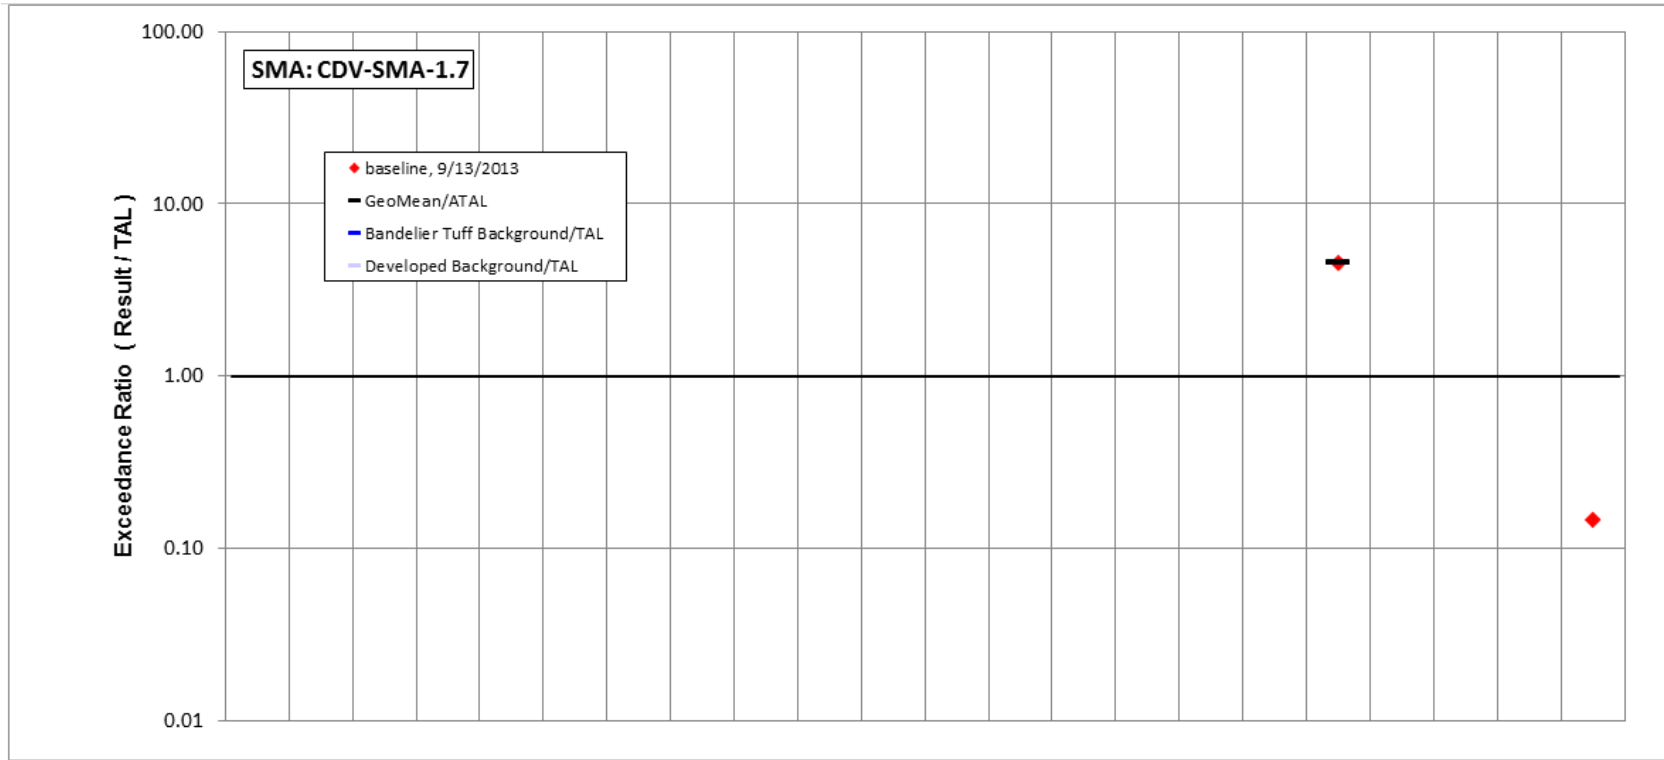 100.00
SMA: CDV-SMA-1.7
baseline, 9/13/2013
GeoMean/ATAL
Bandelier Tuff Background/TAL
Developed Background/TAL
10.00
1.00
0.10
0.01
Exceedance Ratio ( Result / TAL )